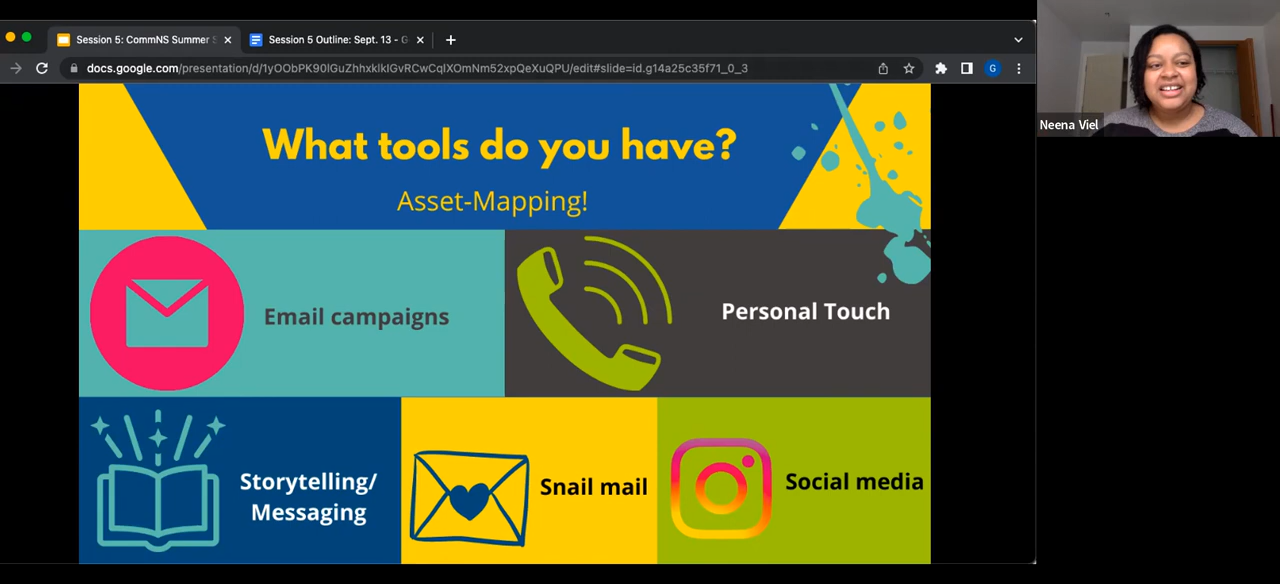 Session 5: CommNS Summer S
Session 5 Outline: Sept. 13 - G
docs.google.com/presentation/d/1yOObPK90lGuZhhxklklGvRCwCqlXOmNm52xpQeXuQPU/edit#slide=id.g14a25c35f71_0_3
G
Neena Viel
What tools do you have?
Asset-Mapping!
Email campaigns
Personal Touch
Storytelling/
Messaging
Snail mail
Social media